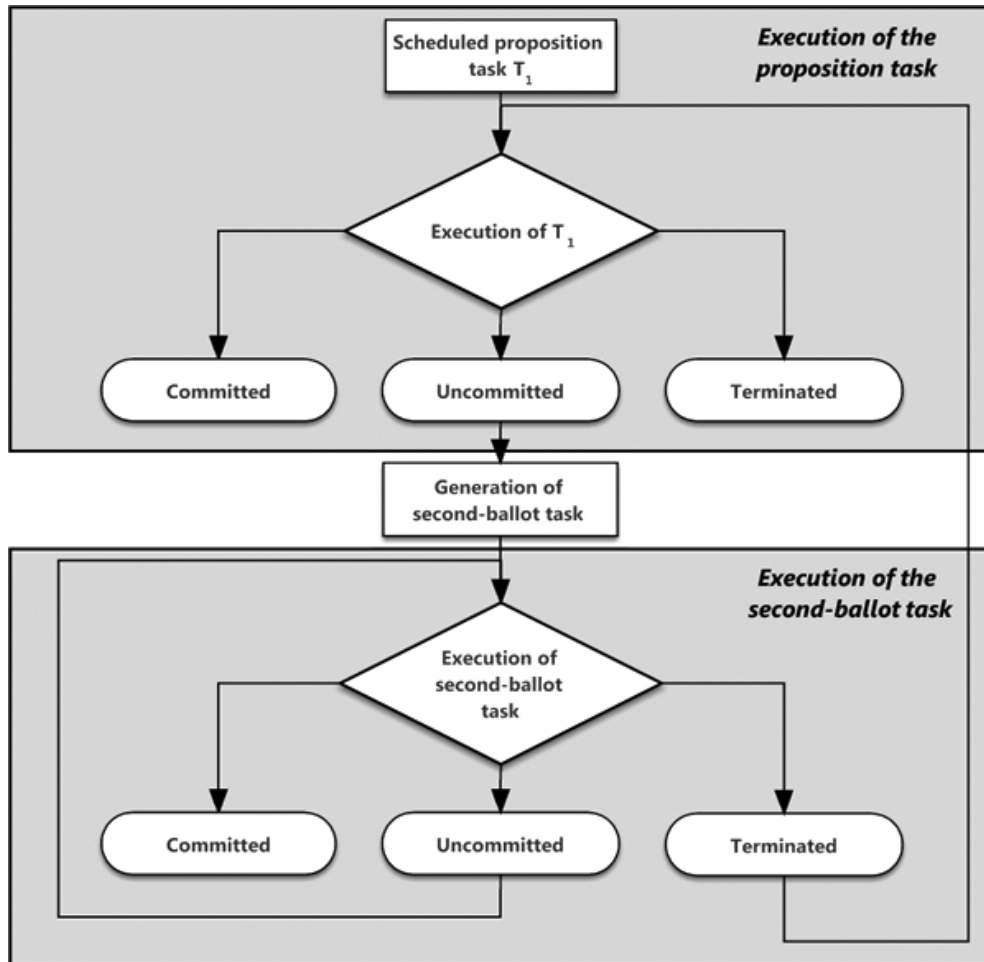 Scheduled proposition
task T1
Execution of the
proposition task
Execution of T1
Committed
Uncommitted
Terminated
Generation of
second-ballot task
Execution of the
second-ballot task
Execution of
second-ballot
task
Committed
Uncommitted
Terminated